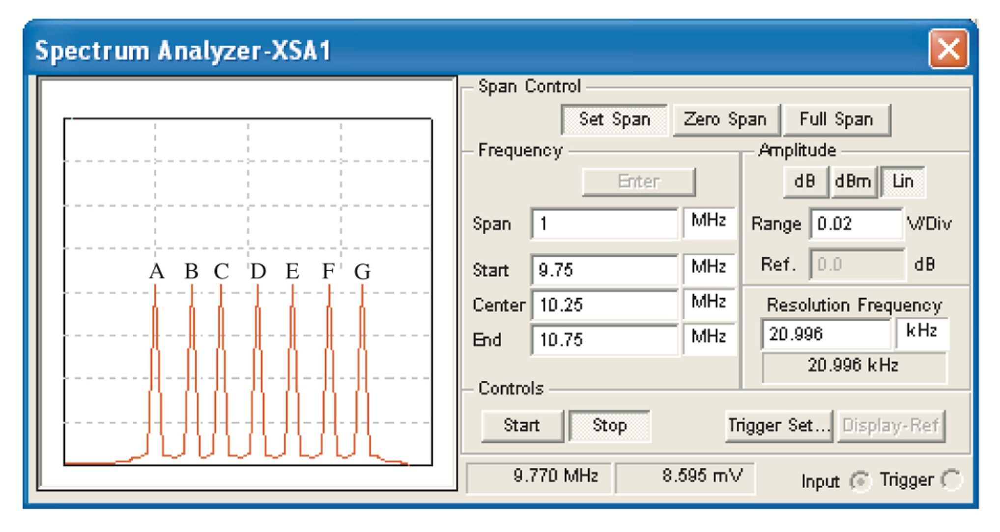 Spectrum Analyzer-XSA1
Span Control
Set Span Zero Span Full Span
Frequency
Amplitude
Enter
dB dBm Lin
Span 1 MHz
Range 0.02 V/Div
Start 9.75 MHz
Ref. 0.0 dB
A B C D E F G
Center 10.25 MHz
Resolution Frequency
End 10.75 MHz
20.996 kHz
20.996 kHz
Controls
Start Stop Trigger Set... Display-Ref
9.770 MHz 8.595 mV Input Trigger